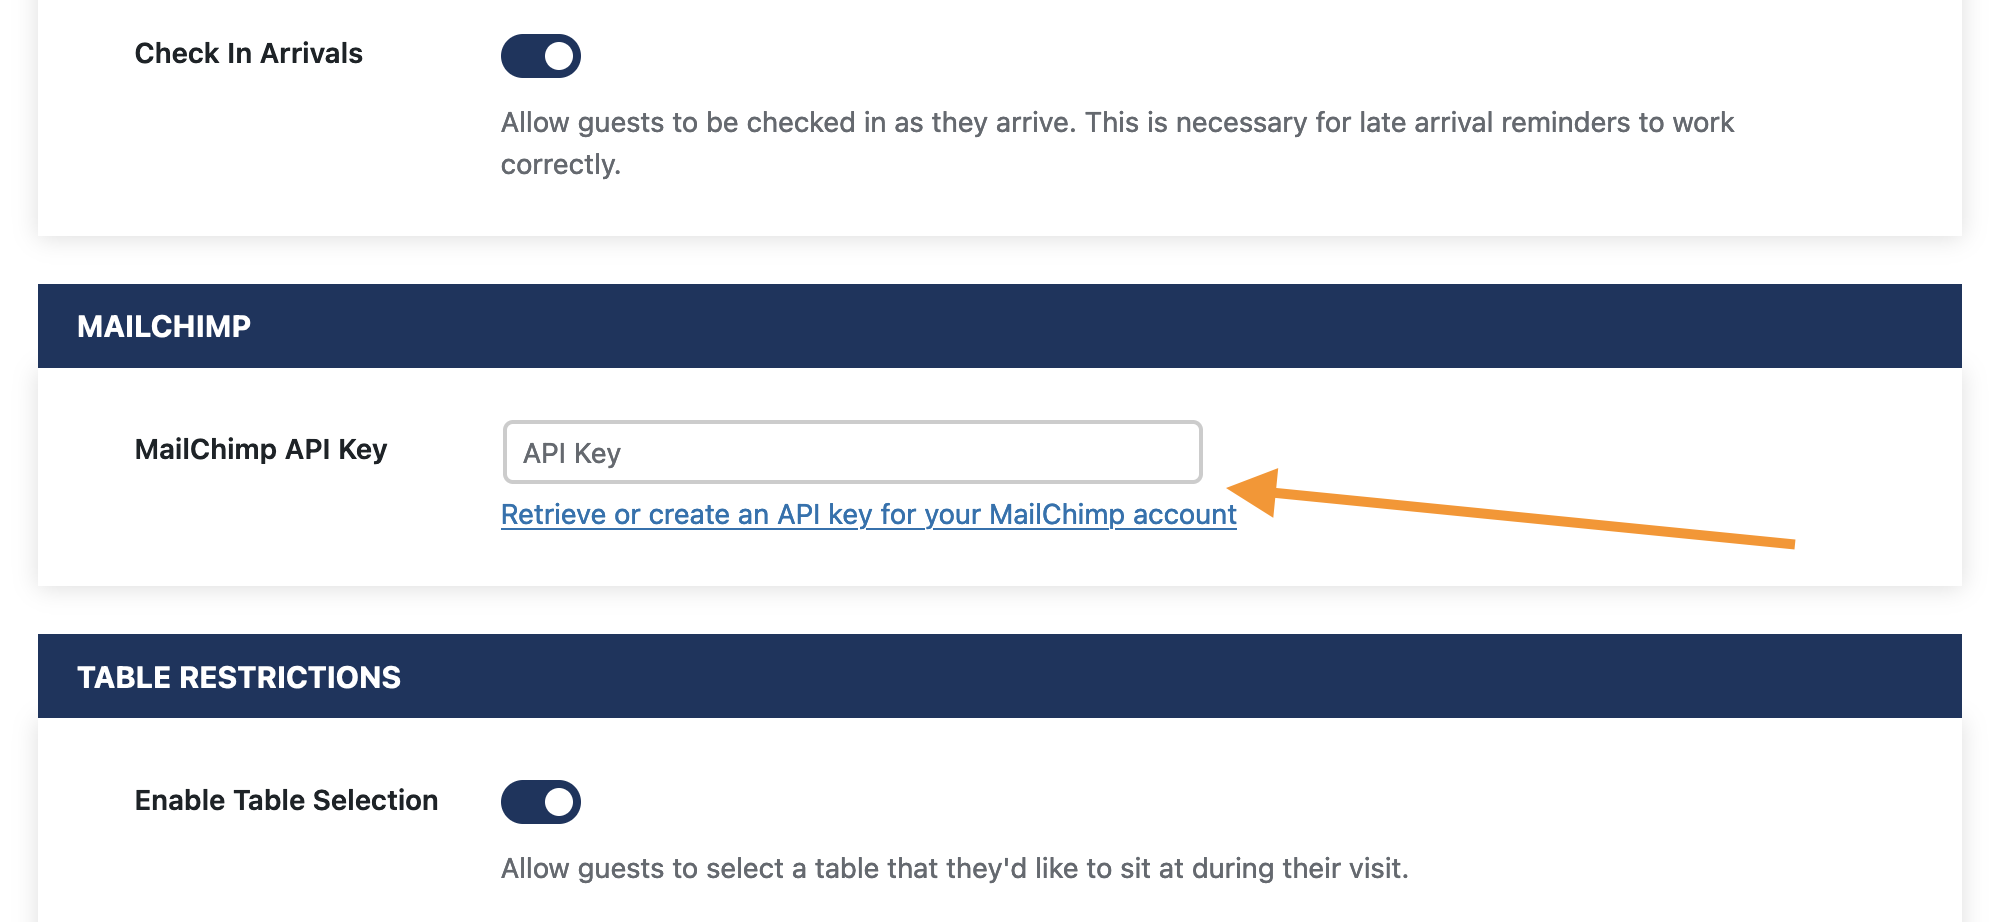 Check In Arrivals
Allow guests to be checked in as they arrive. This is necessary for late arrival reminders to work
correctly.
MAILCHIMP
MailChimp API Key
API Key
Retrieve or create an API key for your MailChimp account
TABLE RESTRICTIONS
Enable Table Selection
Allow guests to select a table that they'd like to sit at during their visit.